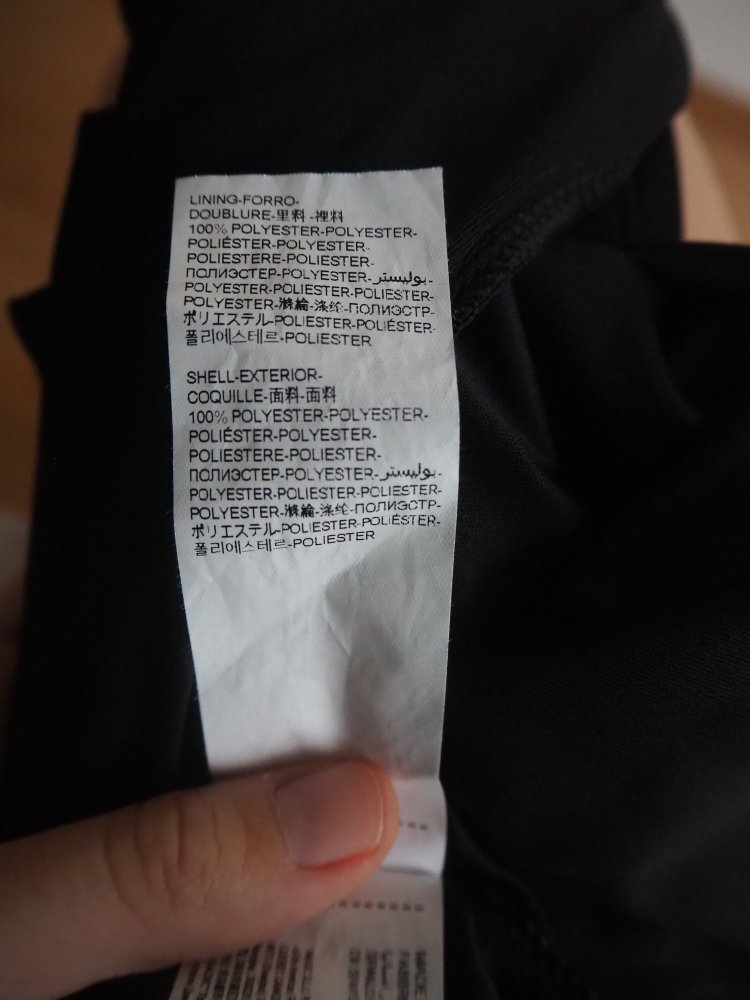 LINING-FORRO-
DOUBLURE-里料-裡料
100% POLYESTER-POLYESTER-
POLIÉSTER-POLYESTER-
POLIESTERE-POLIESTER-
ПОЛИЭСТЕР-POLYESTER-بوليستر-
POLYESTER-POLYESTER-POLIESTER-
POLYESTER-滌綸-涤纶-ПОЛИЭСТР-
ポリエステル-POLIESTER-POLIÉSTER-
폴리에스테르-POLIESTER
SHELL-EXTERIOR-
COQUILLE-面料-面料
100% POLYESTER-POLYESTER-
POLIÉSTER-POLYESTER-
POLIESTERE-POLIESTER-
ПОЛИЭСТЕР-POLYESTER-بوليستر-
POLYESTER-POLYESTER-POLIESTER-
POLYESTER-滌綸-涤纶-ПОЛИЭСТР-
ポリエステル-POLIESTER-POLIÉSTER-
폴리에스테르-POLIESTER